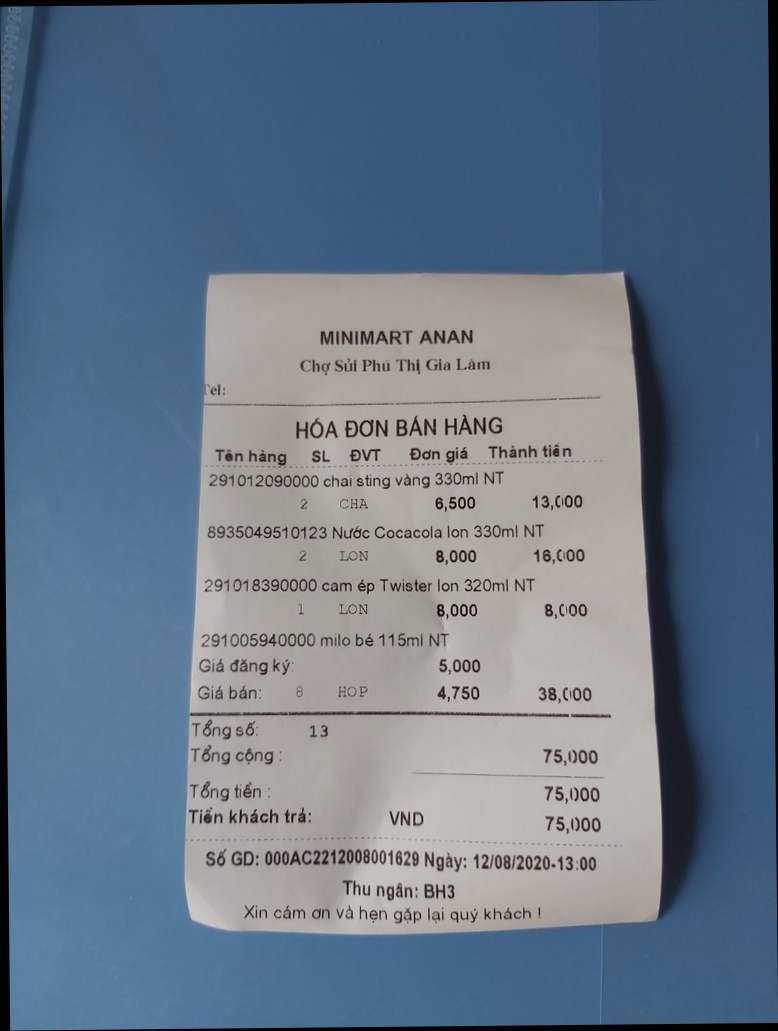 MINIMART ANAN
Chợ Sủi Phú Thị Gia Lâm
Tel:
HÓA ĐƠN BÁN HÀNG
Tên hàng SL ĐVT Đơn giá Thành tiền
291012090000 chai sting vàng 330ml NT
2 CHA 6,500 13,000
8935049510123 Nước Cocacola lon 330ml NT
2 LON 8,000 16,000
291018390000 cam ép Twister lon 320ml NT
1 LON 8,000 8,000
291005940000 milo bé 115ml NT
Giá đăng ký: 5,000
Giá bán: 8 HOP 4,750 38,000
Tổng số: 13
Tổng cộng : 75,000
Tổng tiền : 75,000
Tiền khách trả: VND 75,000
Số GD: 000AC2212008001629 Ngày: 12/08/2020-13:00
Thu ngân: BH3
Xin cám ơn và hẹn gặp lại quý khách !